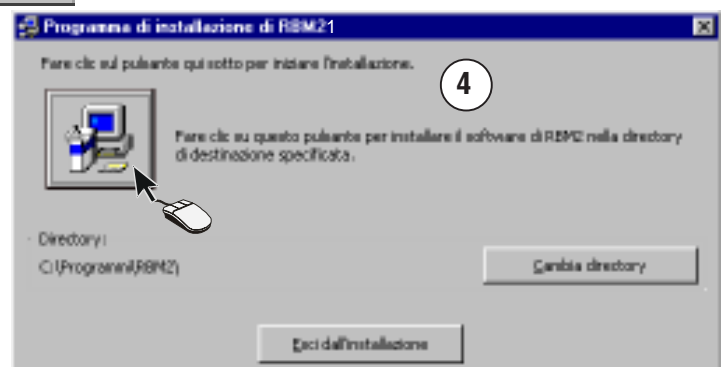 Programma di installazione di RBM21
Fare clic sul pulsante qui sotto per iniziare l'installazione.
4
Fare clic su questo pulsante per installare il software di RBM2 nella directory
di destinazione specificata.
Directory:
C:\Programmi\RBM2\
Cambia directory
Esci dall'installazione